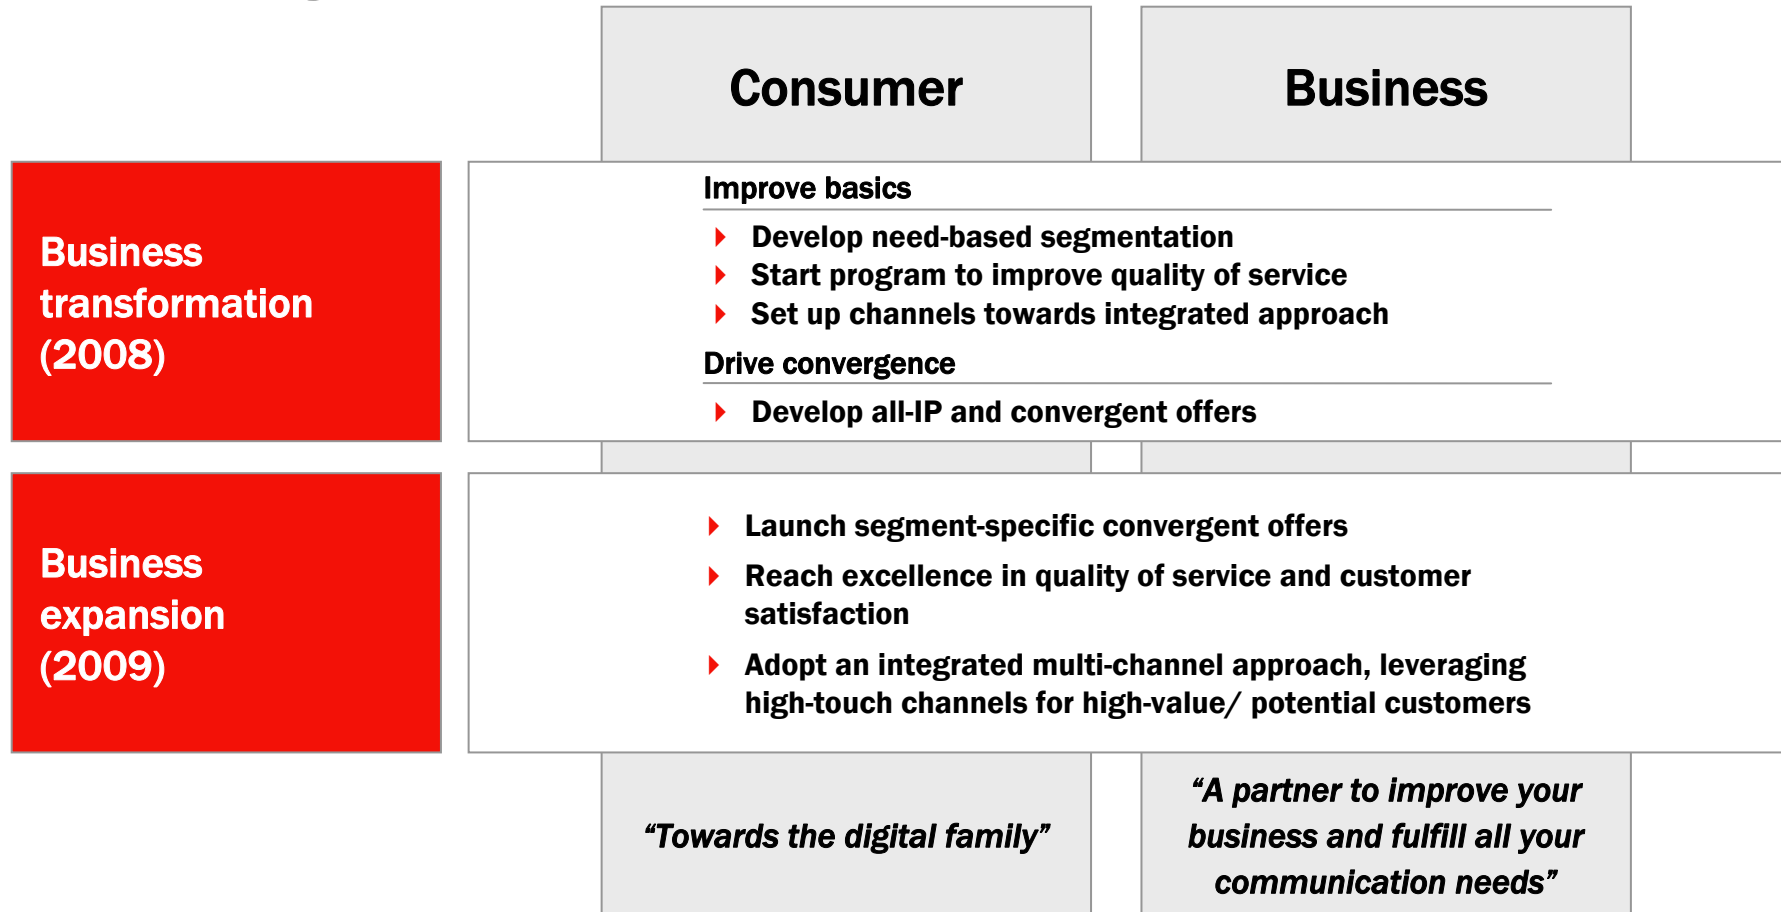 Consumer
Business
Business
transformation
(2008)
Improve basics
Develop need-based segmentation
Start program to improve quality of service
Set up channels towards integrated approach
Drive convergence
Develop all-IP and convergent offers
Business
expansion
(2009)
Launch segment-specific convergent offers
Reach excellence in quality of service and customer
satisfaction
Adopt an integrated multi-channel approach, leveraging
high-touch channels for high-value/ potential customers
“Towards the digital family”
“A partner to improve your
business and fulfill all your
communication needs”